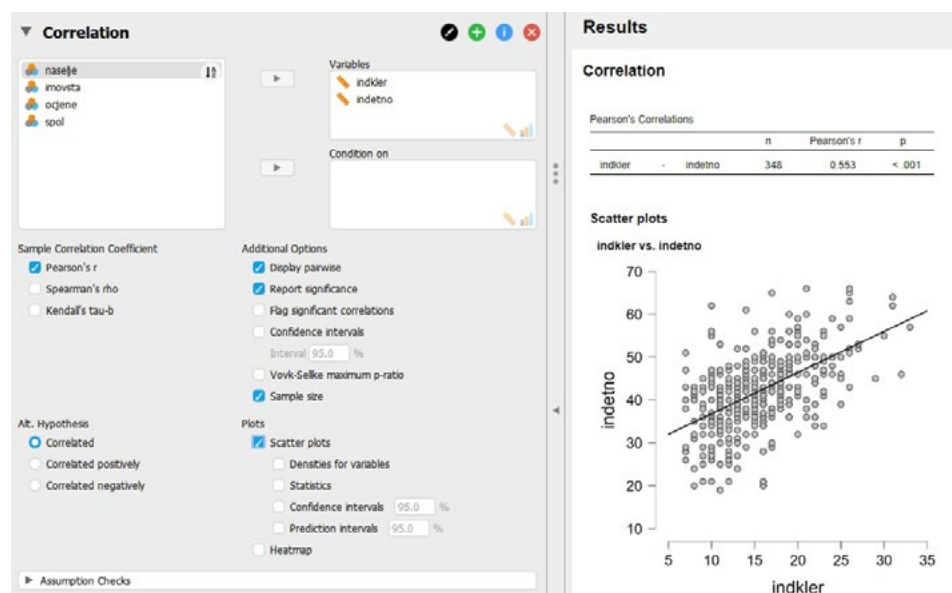 Correlation
naselje
imovsta
ocjene
spol
Variables
indkler
indetno
Condition on
Sample Correlation Coefficient
Pearson's r
Spearman's rho
Kendall's tau-b
Additional Options
Display pairwise
Report significance
Flag significant correlations
Confidence intervals
Interval 95.0 %
Vovk-Sellke maximum p-ratio
Sample size
Alt. Hypothesis
Correlated
Correlated positively
Correlated negatively
Plots
Scatter plots
Densities for variables
Statistics
Confidence intervals 95.0 %
Prediction intervals 95.0 %
Heatmap
Assumption Checks
Results
Correlation
Pearson's Correlations
n Pearson's r p
indkler - indetno 348 0.553 < .001
Scatter plots
indkler vs. indetno
70
60
50
40
30
20
10
indetno
5 10 15 20 25 30 35
indkler